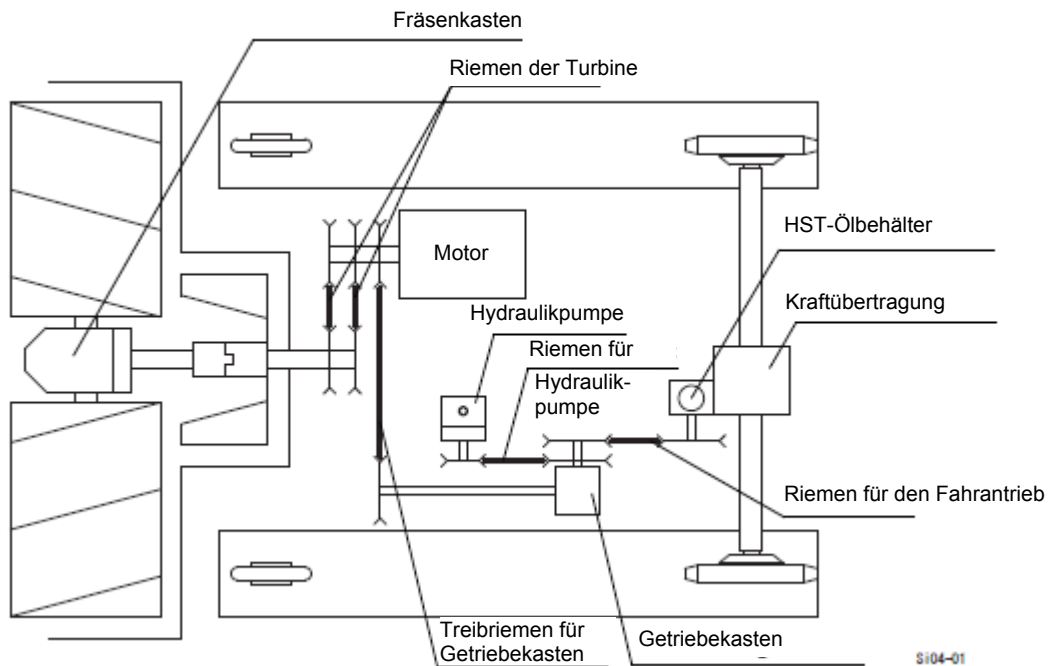 Fräsenkasten
Riemen der Turbine
HST-Ölbehälter
Motor
Kraftübertragung
Hydraulikpumpe
Riemen für
Hydraulik-
pumpe
Riemen für den Fahrantrieb
Treibriemen für
Getriebekasten
Getriebekasten
Si04-01